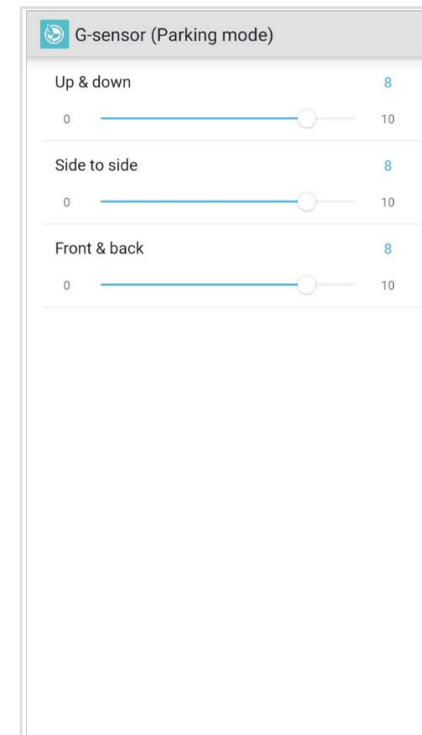 G-sensor (Parking mode)
Up & down 8
0 10
Side to side 8
0 10
Front & back 8
0 10